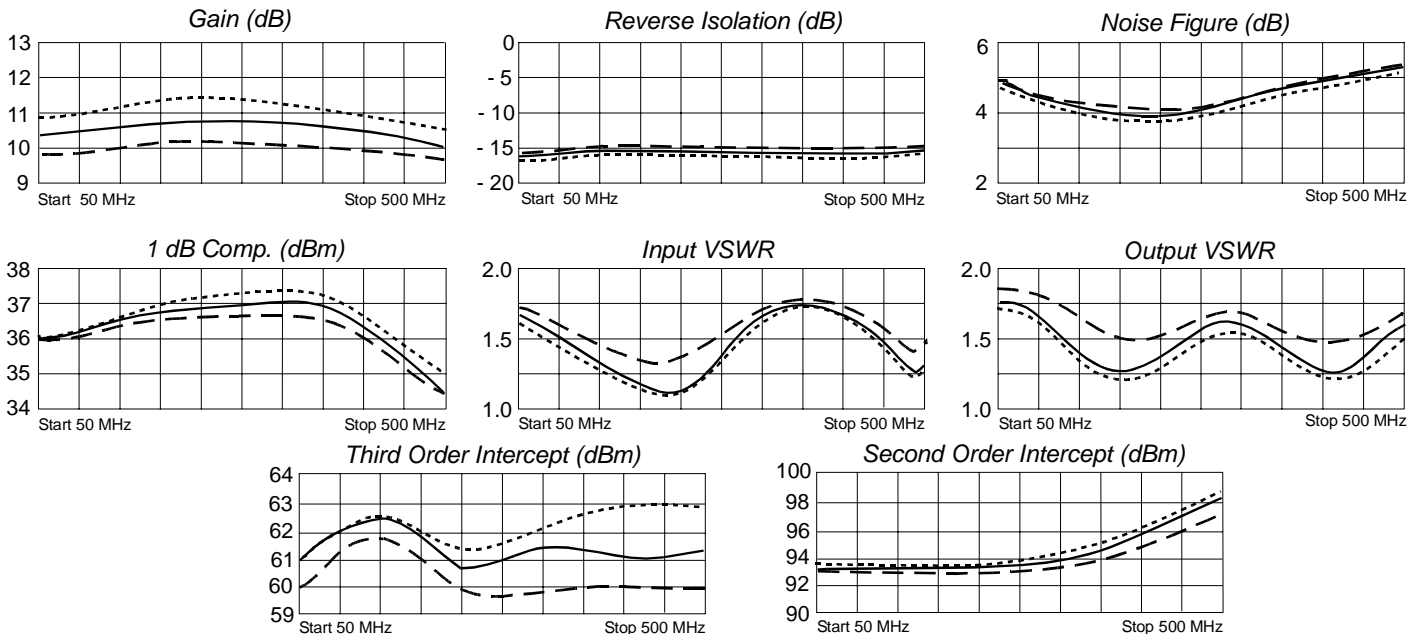 Gain (dB)
13
12
11
10
9
Start 50 MHz
Stop 500 MHz
Reverse Isolation (dB)
0
- 5
- 10
- 15
- 20
Start 50 MHz
Stop 500 MHz
Noise Figure (dB)
6
4
2
Start 50 MHz
Stop 500 MHz
1 dB Comp. (dBm)
38
37
36
35
34
Start 50 MHz
Stop 500 MHz
Input VSWR
2.0
1.5
1.0
Start 50 MHz
Stop 500 MHz
Output VSWR
2.0
1.5
1.0
Start 50 MHz
Stop 500 MHz
Third Order Intercept (dBm)
64
63
62
61
60
59
Start 50 MHz
Stop 500 MHz
Second Order Intercept (dBm)
100
98
96
94
92
90
Start 50 MHz
Stop 500 MHz